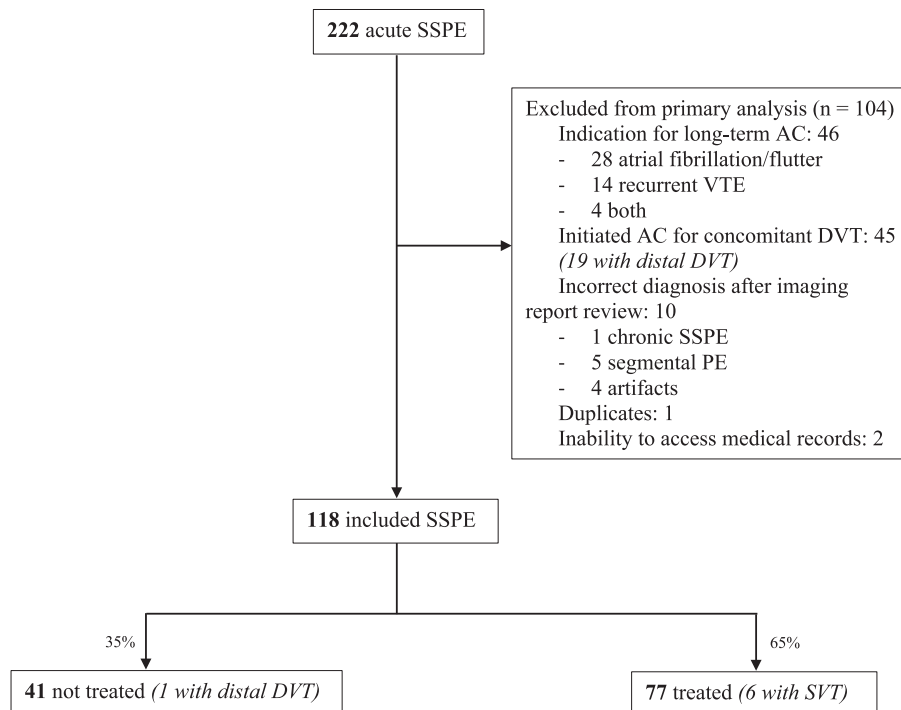 222 acute SSPE
Excluded from primary analysis (n = 104)
Indication for long-term AC: 46
- 28 atrial fibrillation/flutter
- 14 recurrent VTE
- 4 both
Initiated AC for concomitant DVT: 45
(19 with distal DVT)
Incorrect diagnosis after imaging
report review: 10
- 1 chronic SSPE
- 5 segmental PE
- 4 artifacts
Duplicates: 1
Inability to access medical records: 2
118 included SSPE
35%
65%
41 not treated (1 with distal DVT)
77 treated (6 with SVT)